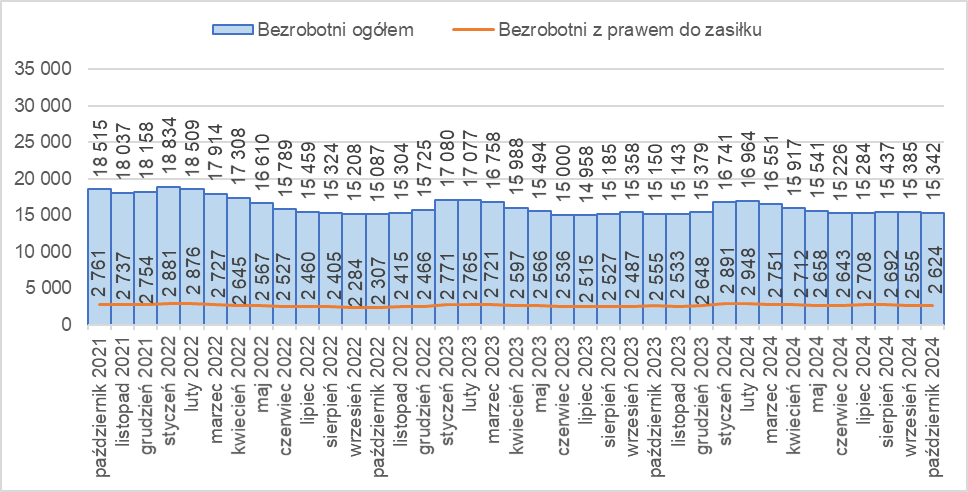 Bezrobotni ogółem
Bezrobotni z prawem do zasiłku
35 000
30 000
25 000
20 000
15 000
10 000
5 000
0
18 515
18 037
18 158
18 834
18 509
17 914
17 308
16 610
15 789
15 459
15 324
15 208
15 087
15 304
15 725
17 080
17 077
16 758
15 988
15 494
15 000
14 958
15 185
15 358
15 150
15 143
15 379
16 741
16 964
16 551
15 917
15 541
15 226
15 284
15 437
15 385
15 342
2 761
2 737
2 754
2 881
2 876
2 727
2 645
2 567
2 527
2 460
2 405
2 284
2 307
2 415
2 466
2 771
2 765
2 721
2 597
2 566
2 536
2 515
2 527
2 487
2 555
2 533
2 648
2 891
2 948
2 751
2 712
2 658
2 643
2 708
2 692
2 555
2 624
październik 2021
listopad 2021
grudzień 2021
styczeń 2022
luty 2022
marzec 2022
kwiecień 2022
maj 2022
czerwiec 2022
lipiec 2022
sierpień 2022
wrzesień 2022
październik 2022
listopad 2022
grudzień 2022
styczeń 2023
luty 2023
marzec 2023
kwiecień 2023
maj 2023
czerwiec 2023
lipiec 2023
sierpień 2023
wrzesień 2023
październik 2023
listopad 2023
grudzień 2023
styczeń 2024
luty 2024
marzec 2024
kwiecień 2024
maj 2024
czerwiec 2024
lipiec 2024
sierpień 2024
wrzesień 2024
październik 2024